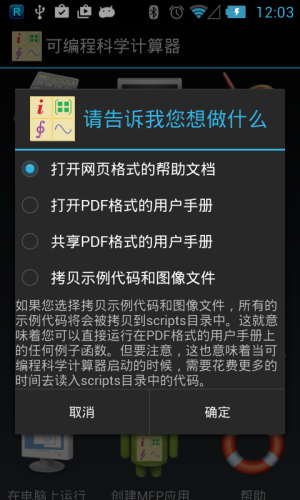 12:03
可编程科学计算器
请告诉我您想做什么
打开网页格式的帮助文档
打开PDF格式的用户手册
共享PDF格式的用户手册
拷贝示例代码和图像文件
如果您选择拷贝示例代码和图像文件，所有的
示例代码将会被拷贝到scripts目录中。这就意
味着您可以直接运行在PDF格式的用户手册上
的任何例子函数。但要注意，这也意味着当可
编程科学计算器启动的时候，需要花费更多的
时间去读入scripts目录中的代码。
取消 确定
在电脑上运行 创建MFP应用 帮助